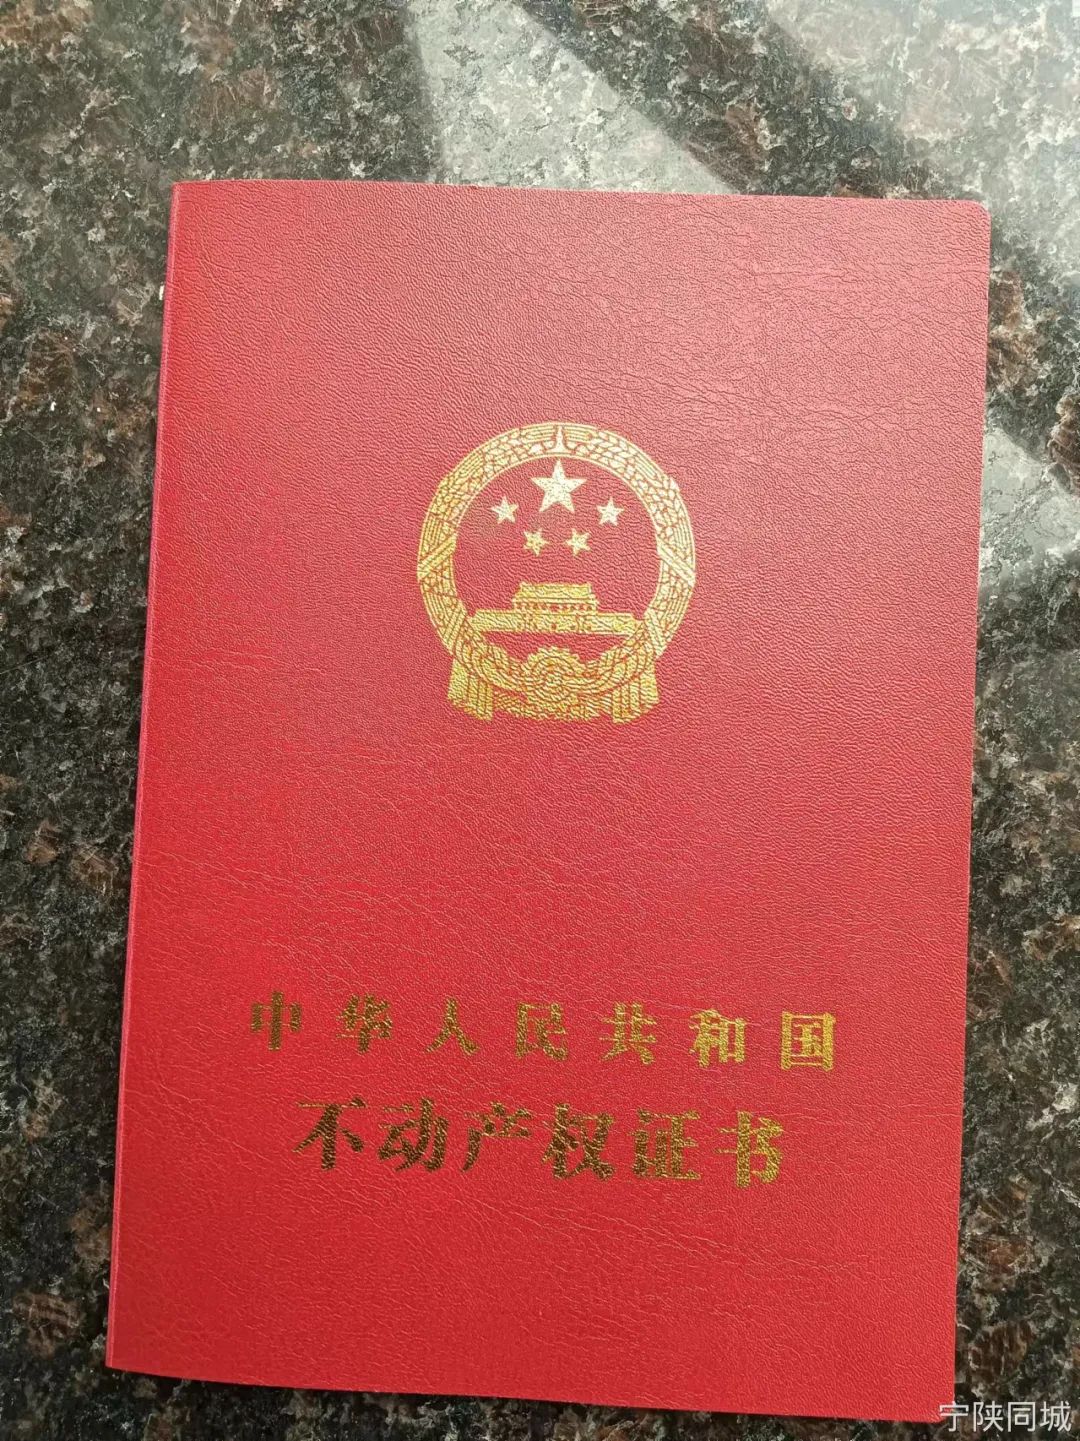 中华人民共和国
不动产权证书
宁陕同城